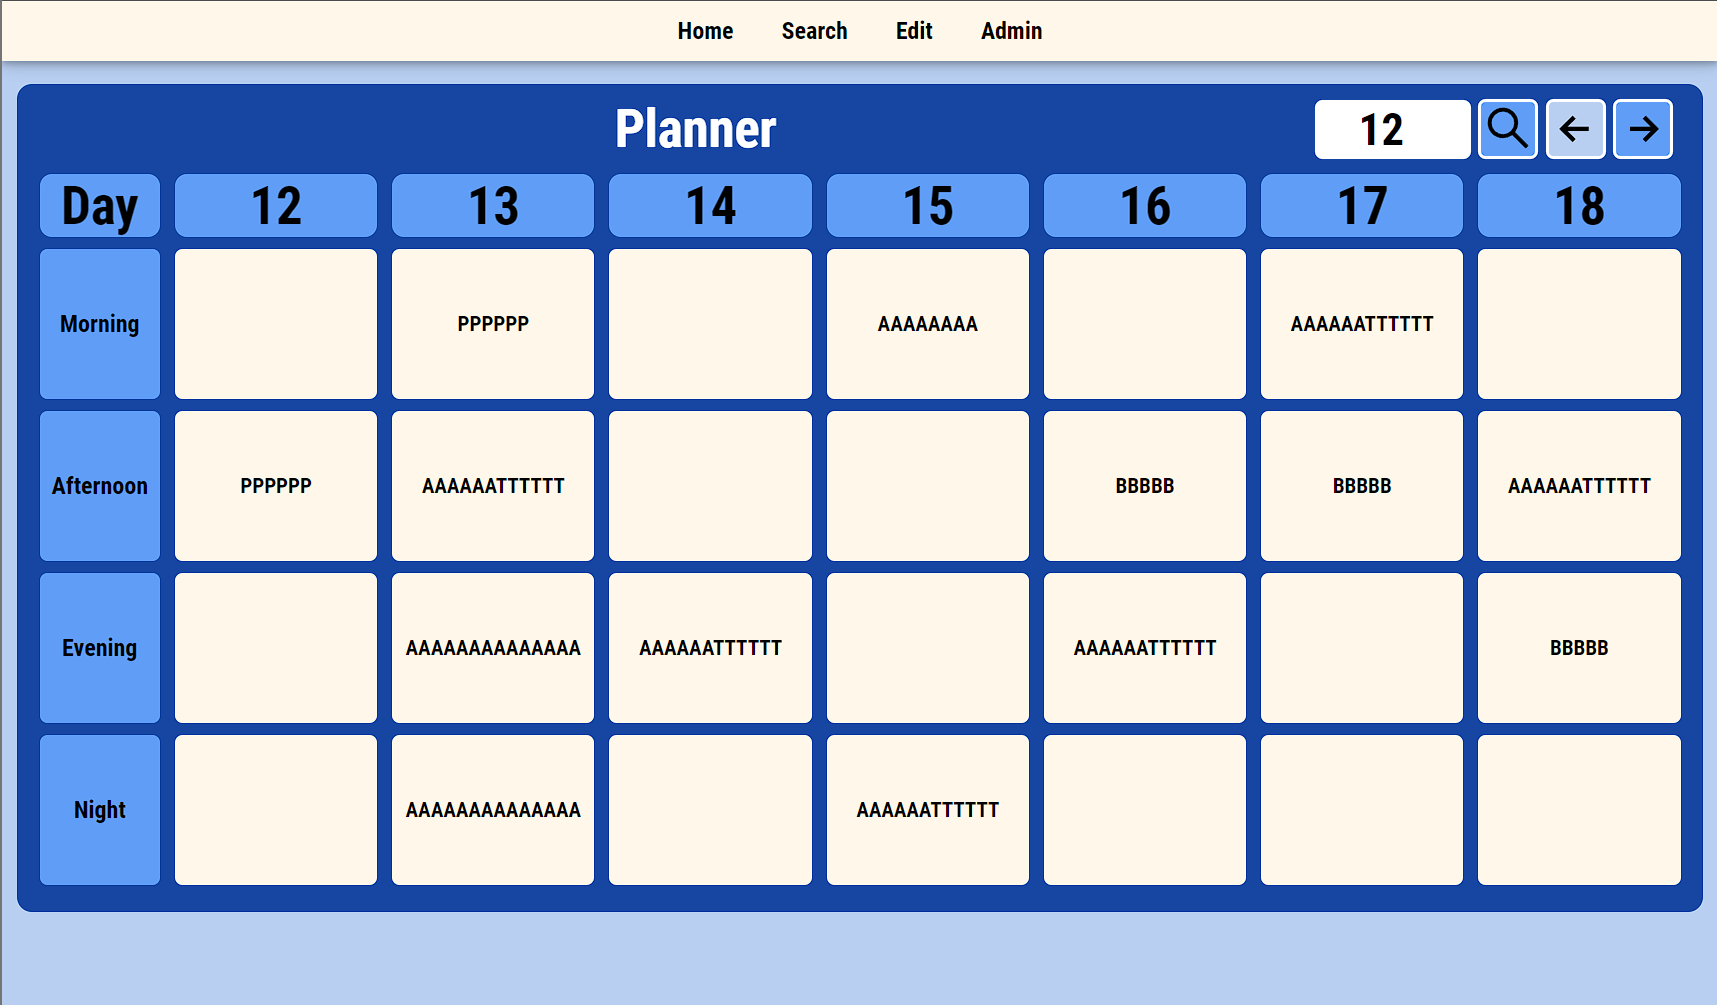 Home Search Edit Admin
Planner 12
Day 12 13 14 15 16 17 18
Morning PPPPPP AAAAAAAA AAAAAATTTTTT
Afternoon PPPPPP AAAAAATTTTTT BBBBB BBBBB AAAAAATTTTTT
Evening AAAAAAAAAAAAAA AAAAAATTTTTT AAAAAATTTTTT BBBBB
Night AAAAAAAAAAAAAA AAAAAATTTTTT